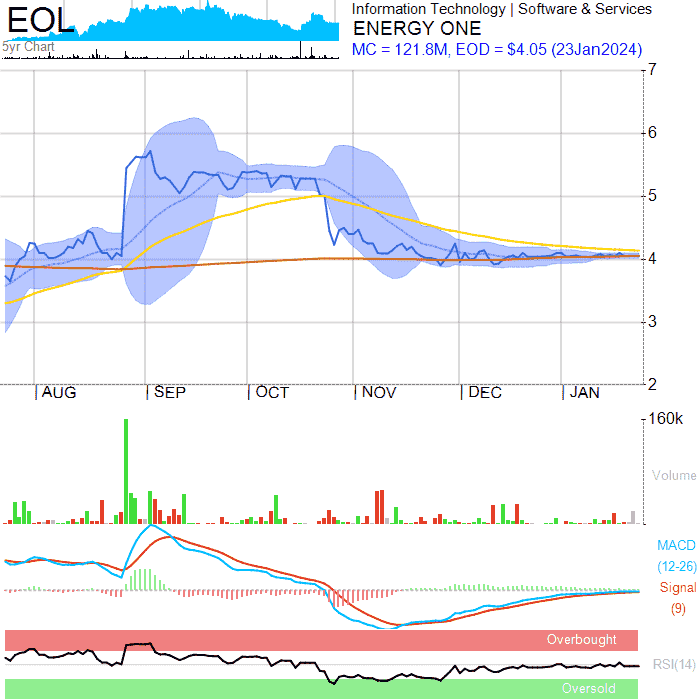 EOL
5yr Chart
Information Technology | Software & Services
ENERGY ONE
MC = 121.8M, EOD = $4.05 (23Jan2024)
7
6
5
4
3
2
| AUG | SEP | OCT | NOV | DEC | JAN
160k
Volume
MACD
(12-26)
Signal
(9)
Overbought
RSI(14)
Oversold